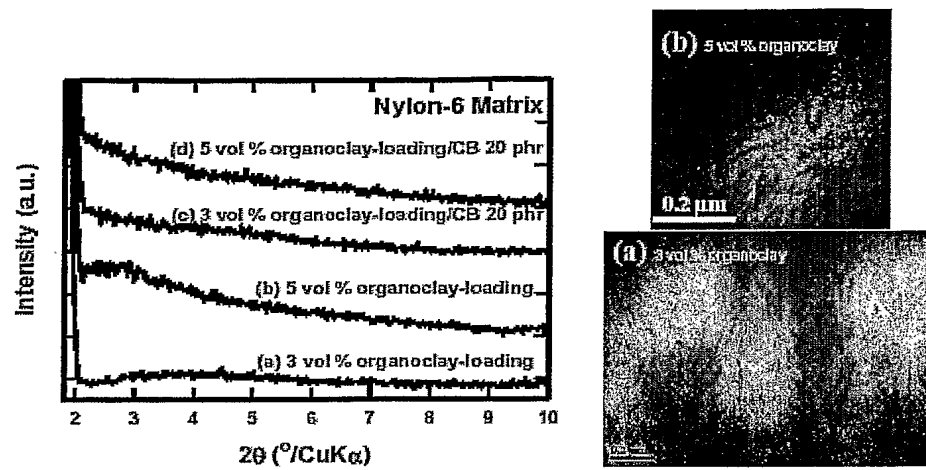 Nylon-6 Matrix
(d) 5 vol % organoclay-loading/CB 20 phr
(c) 3 vol % organoclay-loading/CB 20 phr
(b) 5 vol % organoclay-loading
(a) 3 vol % organoclay-loading
Intensity (a.u.)
2 3 4 5 6 7 8 9 10
2θ (°/CuKα)
(b) 5 vol % organoclay
0.2 μm
(a) 3 vol % organoclay